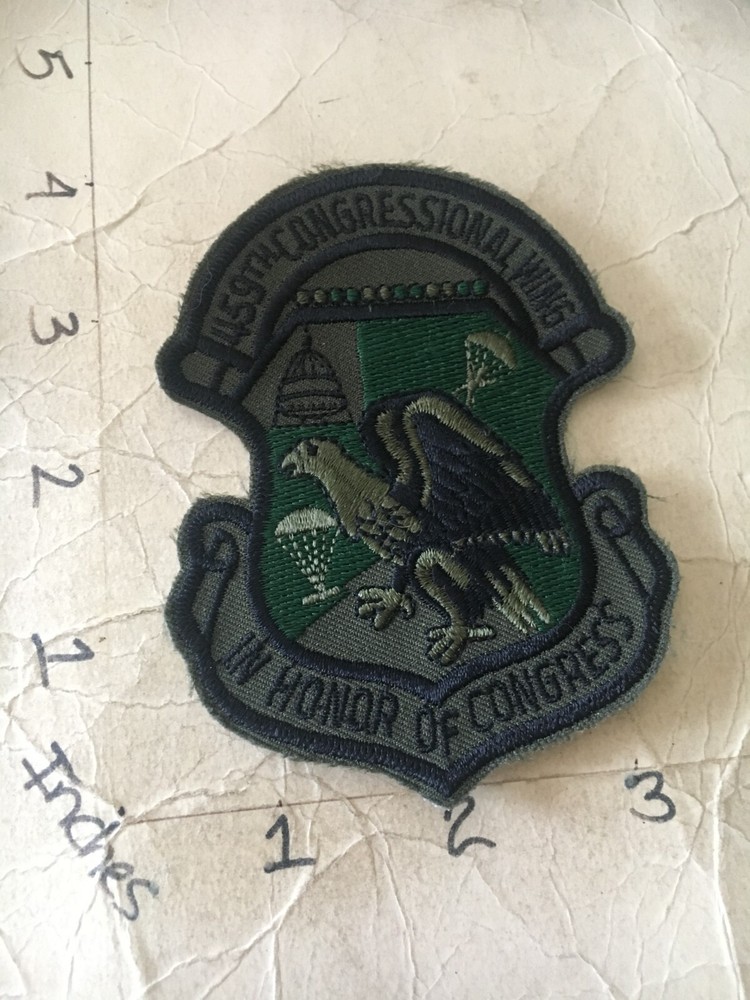 459TH CONGRESSIONAL WING
IN HONOR OF CONGRESS
5
4
3
2
1
Inches
1
2
3